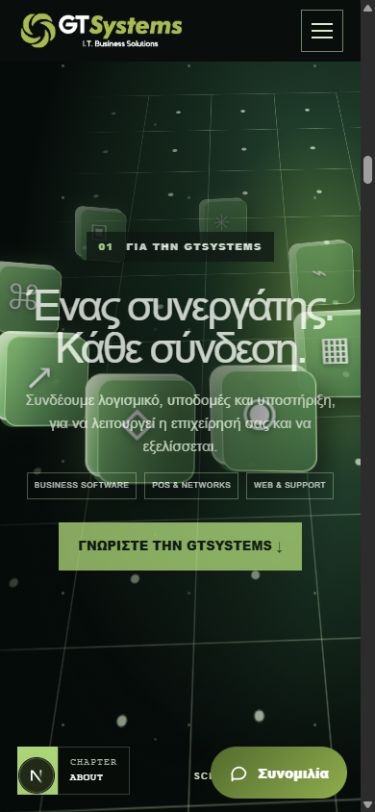 GTSystems
I.T. Business Solutions
01 ΓΙΑ ΤΗΝ GTSYSTEMS
Ένας συνεργάτης.
Κάθε σύνδεση.
Συνδέουμε λογισμικό, υποδομές και υποστήριξη,
για να λειτουργεί η επιχείρησή σας και να
εξελίσσεται.
BUSINESS SOFTWARE POS & NETWORKS WEB & SUPPORT
ΓΝΩΡΙΣΤΕ ΤΗΝ GTSYSTEMS ↓
N CHAPTER
ABOUT
Συνομιλία